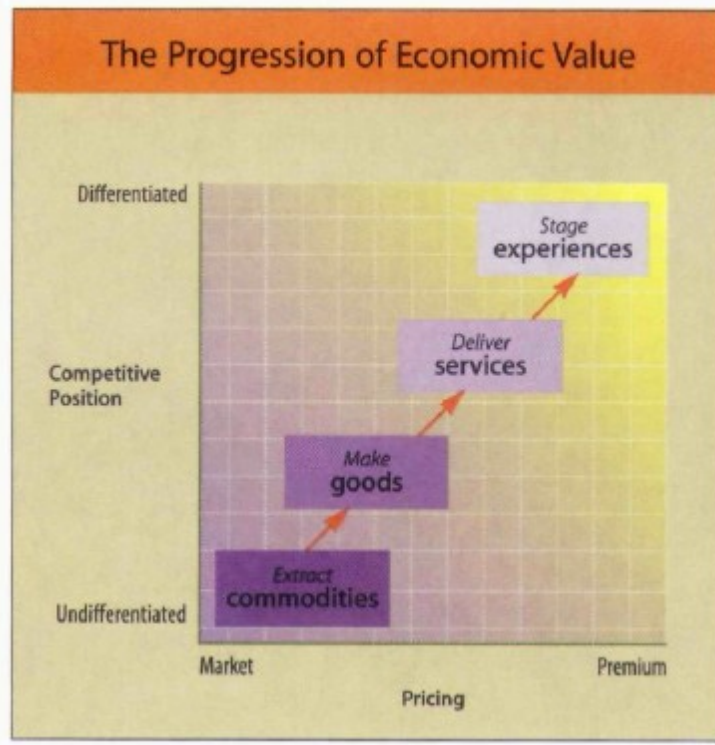 The Progression of Economic Value
Differentiated
Stage
experiences
Deliver
services
Competitive
Position
Make
goods
Extract
commodities
Undifferentiated
Market
Premium
Pricing